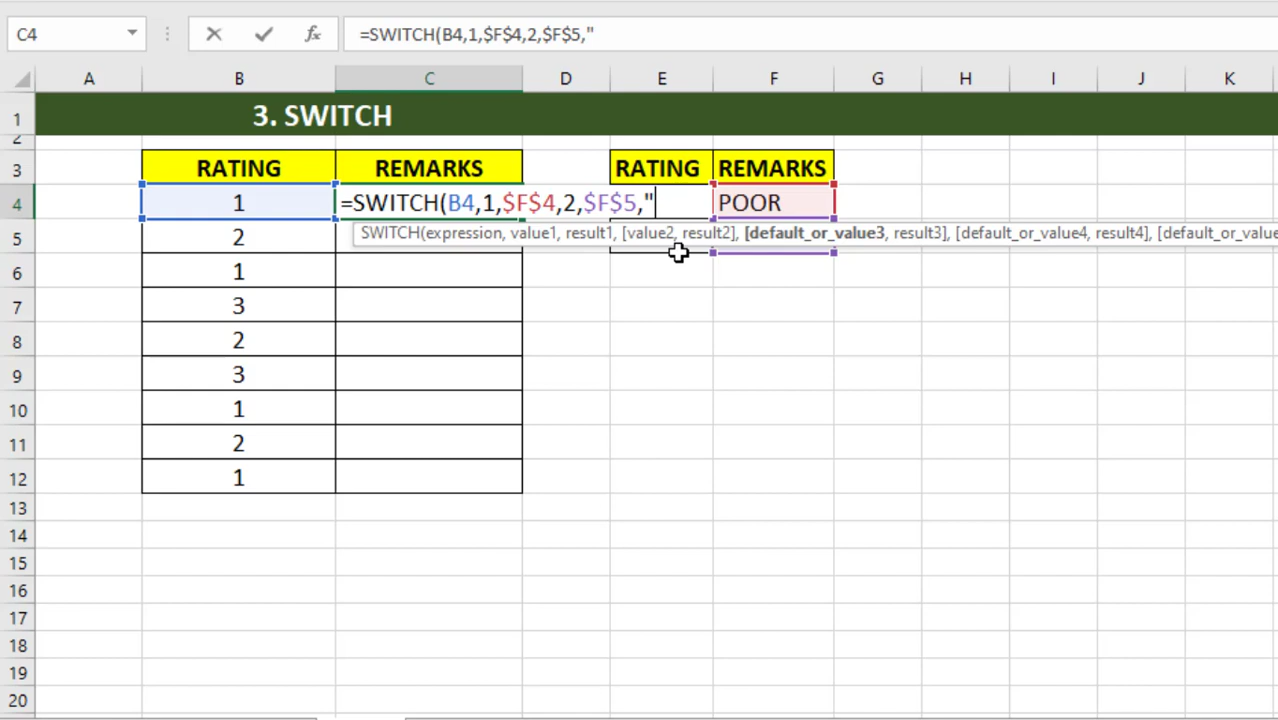 C4 fx =SWITCH(B4,1,$F$4,2,$F$5,"
A B C D E F G H I J K
1 3. SWITCH
2
3 RATING REMARKS RATING REMARKS
4 1 =SWITCH(B4,1,$F$4,2,$F$5," POOR
5 2 SWITCH(expression, value1, result1, [value2, result2], [default_or_value3, result3], [default_or_value4, result4], [default_or_value
6 1
7 3
8 2
9 3
10 1
11 2
12 1
13
14
15
16
17
18
19
20